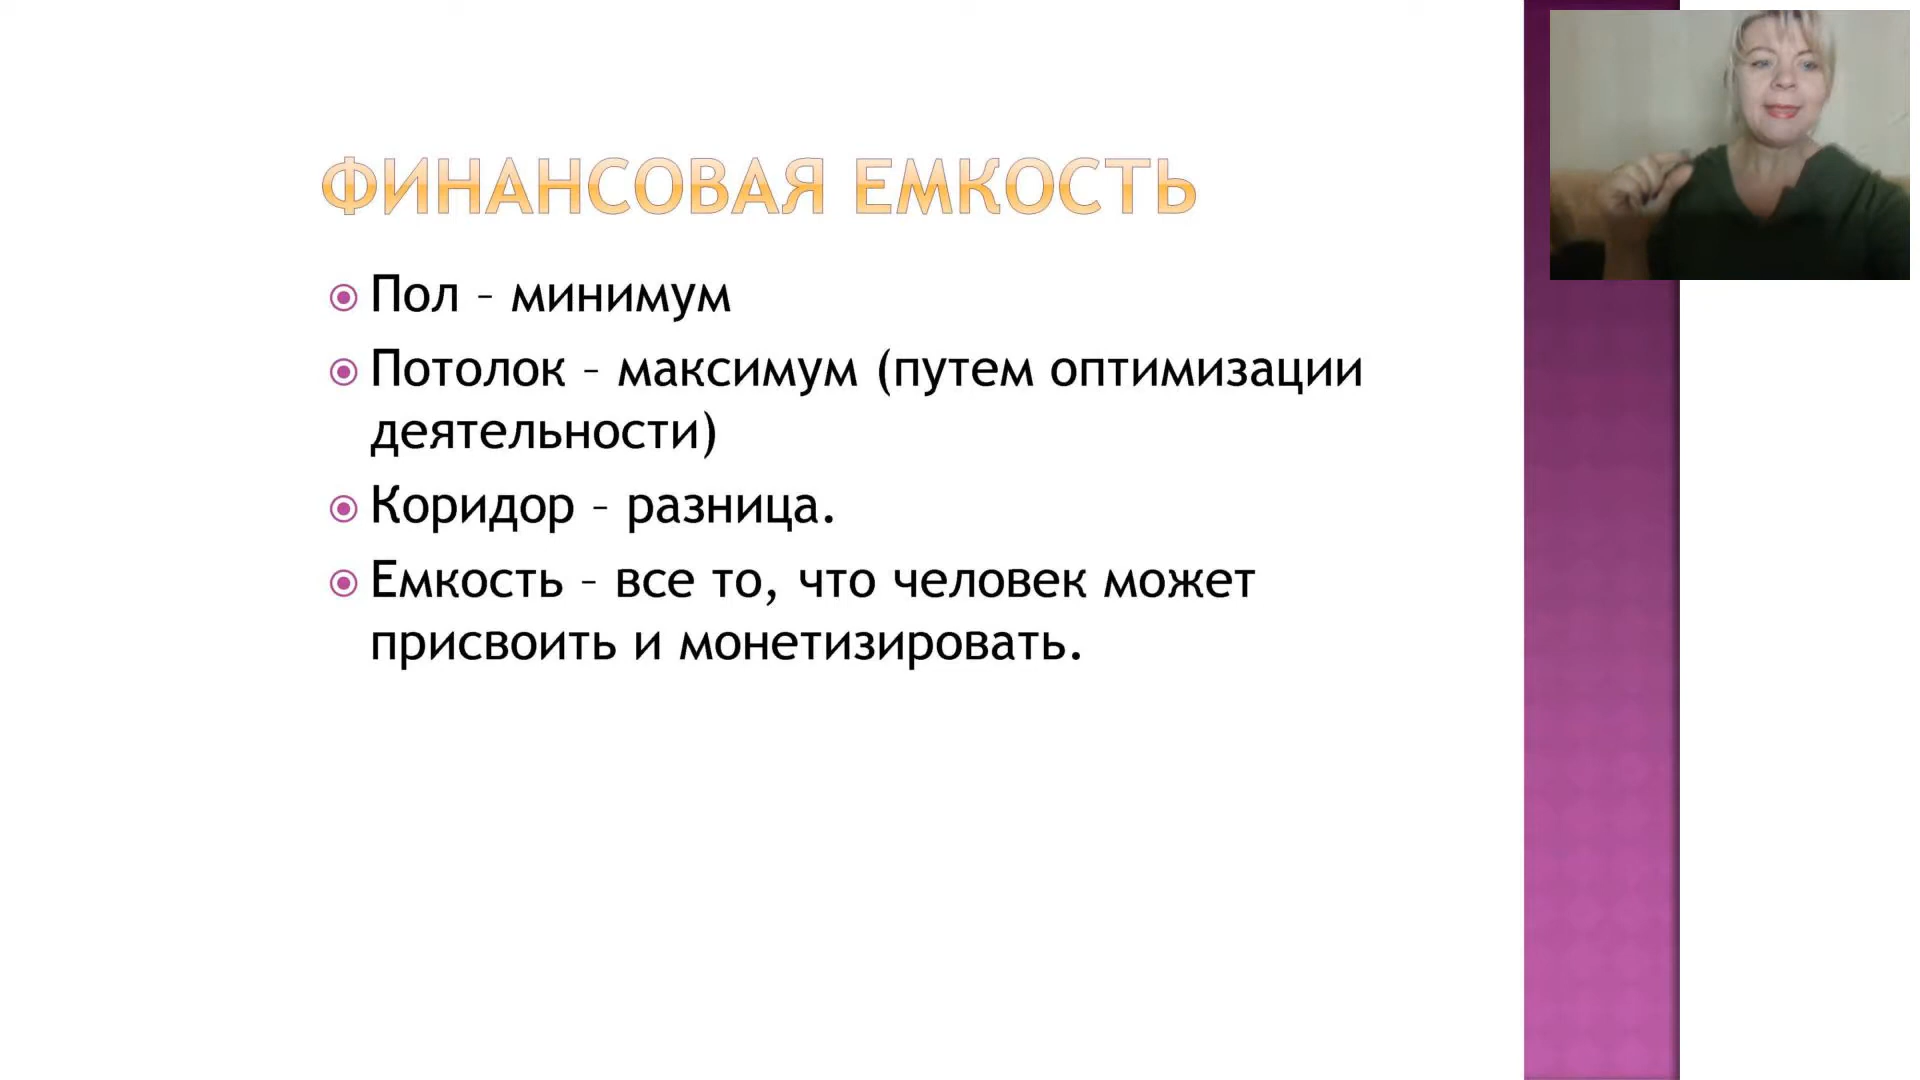 ФИНАНСОВАЯ ЕМКОСТЬ
Пол – минимум
Потолок – максимум (путем оптимизации
деятельности)
Коридор – разница.
Емкость – все то, что человек может
присвоить и монетизировать.